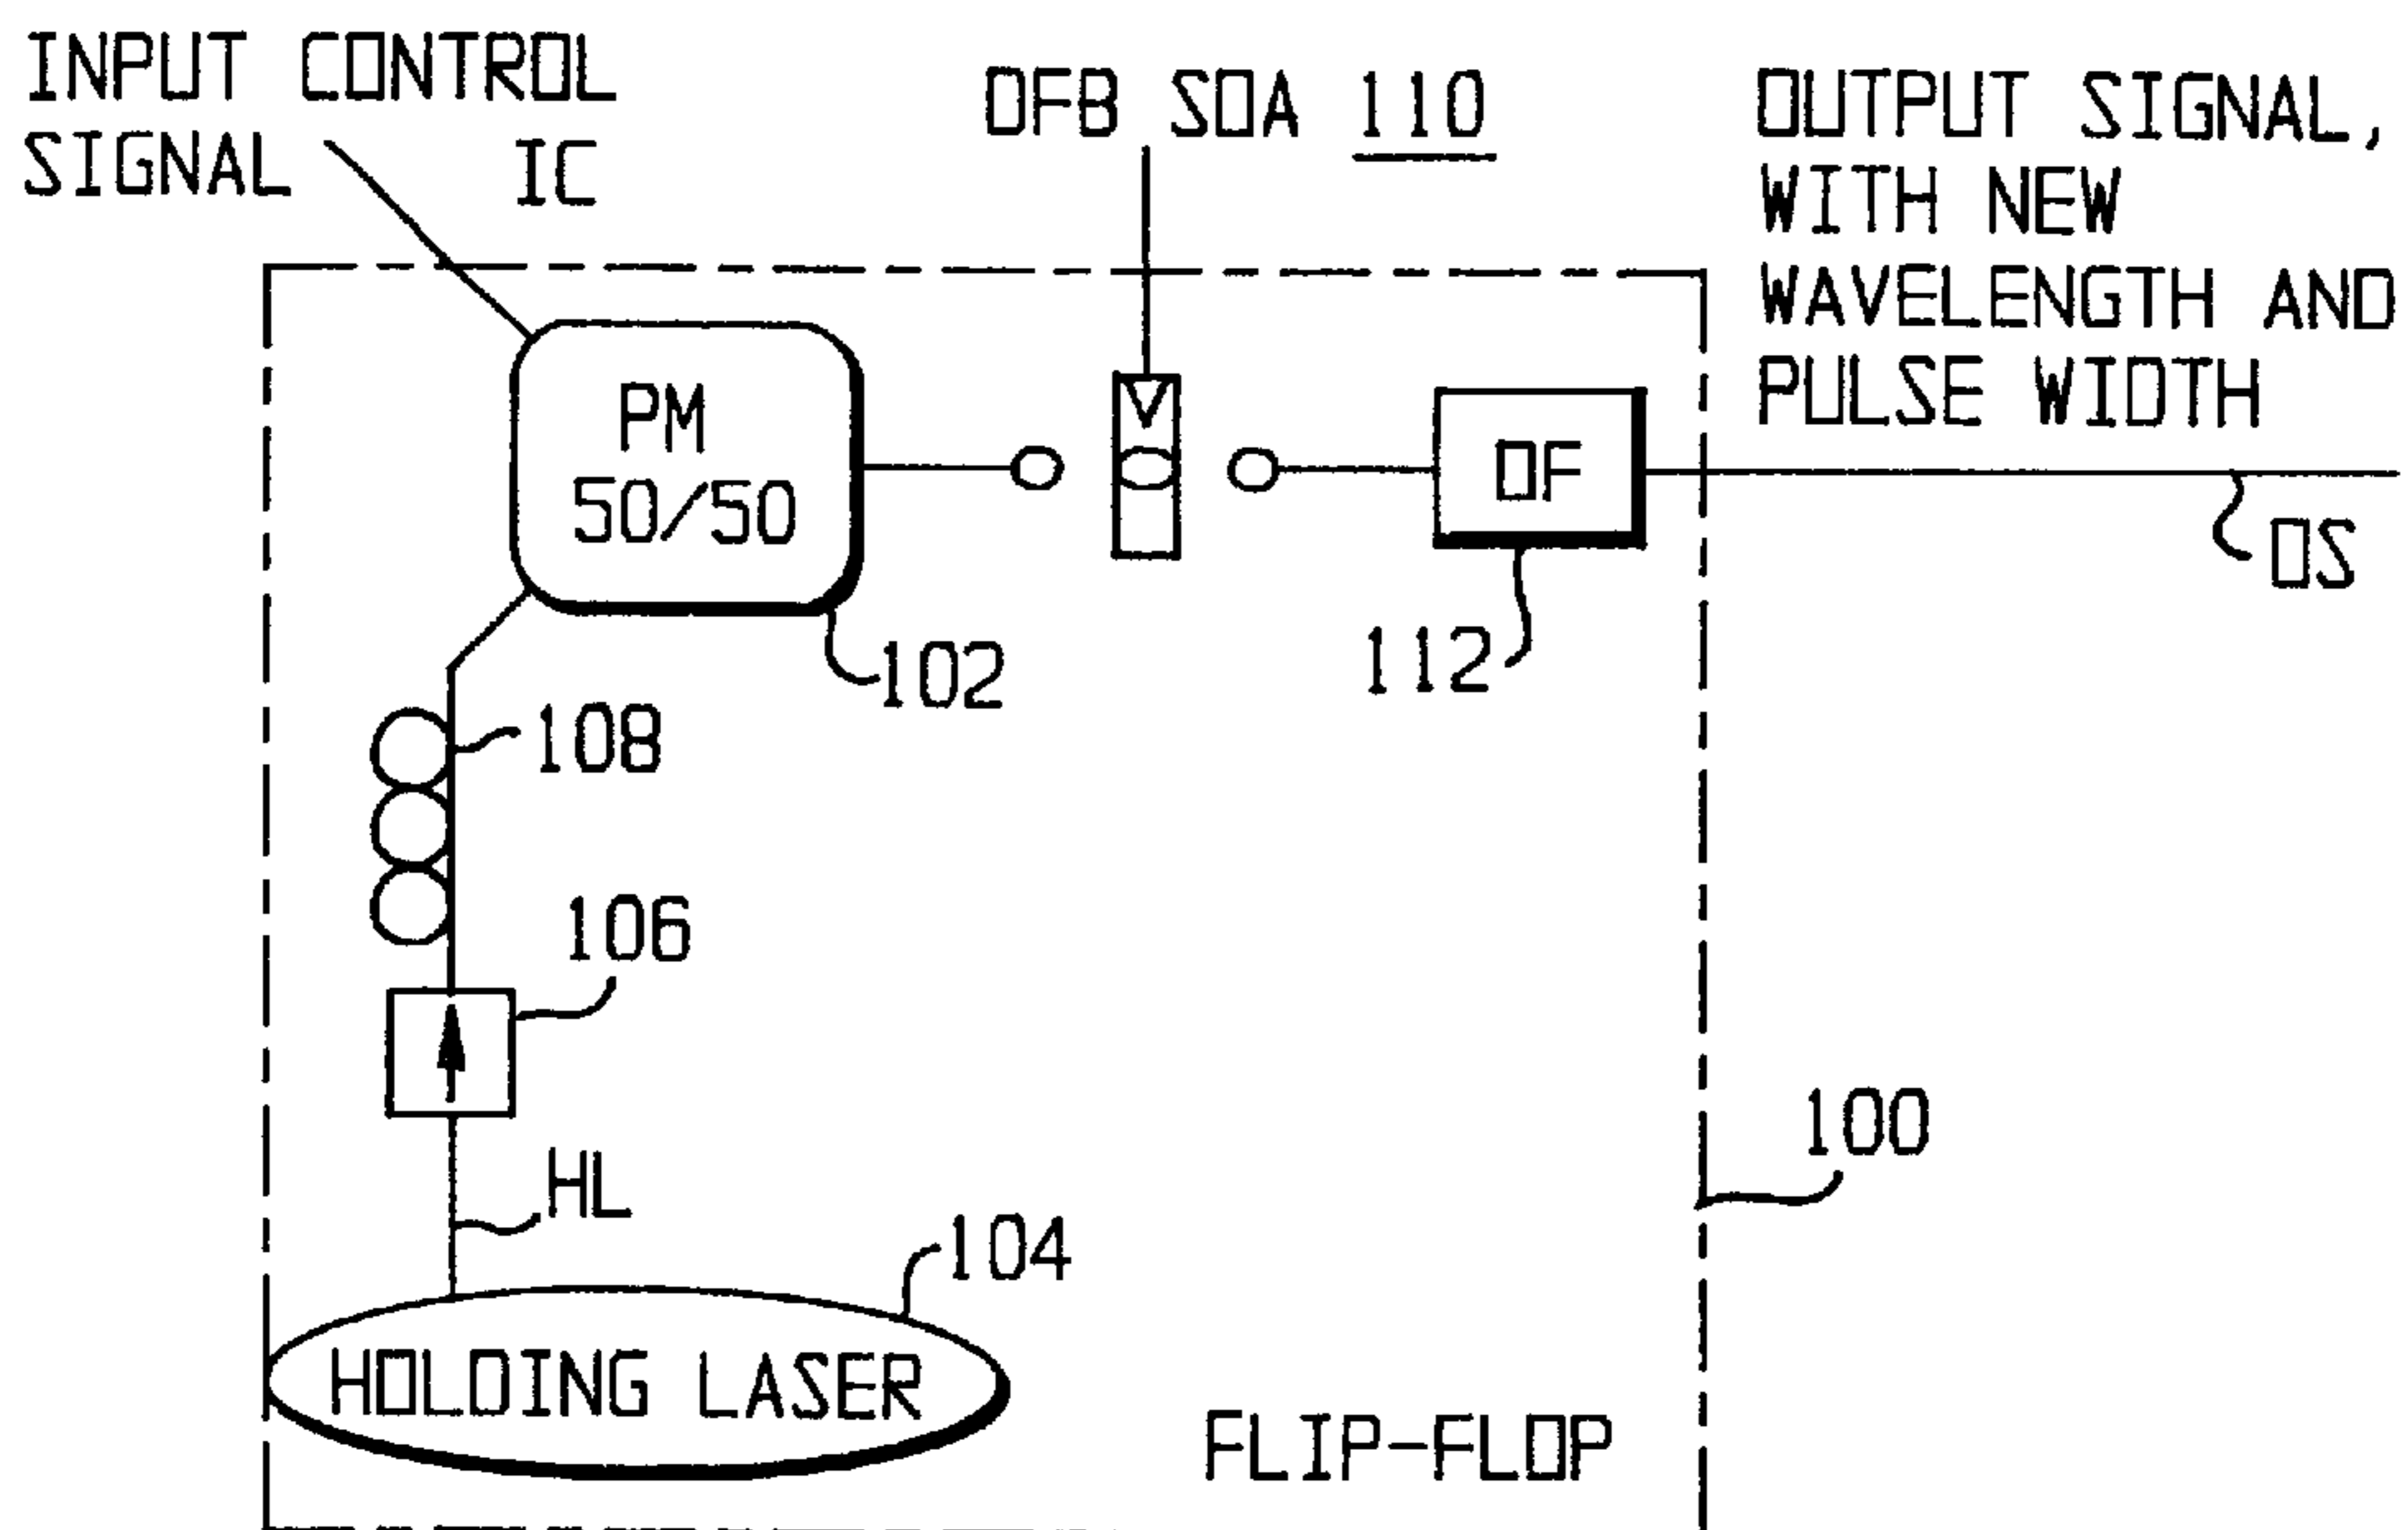 INPUT CONTROL
SIGNAL IC
DFB SOA 110
OUTPUT SIGNAL,
WITH NEW
WAVELENGTH AND
PULSE WIDTH
PM
50/50
OF
OS
102
112
108
106
HL
100
104
HOLDING LASER
FLIP-FLOP